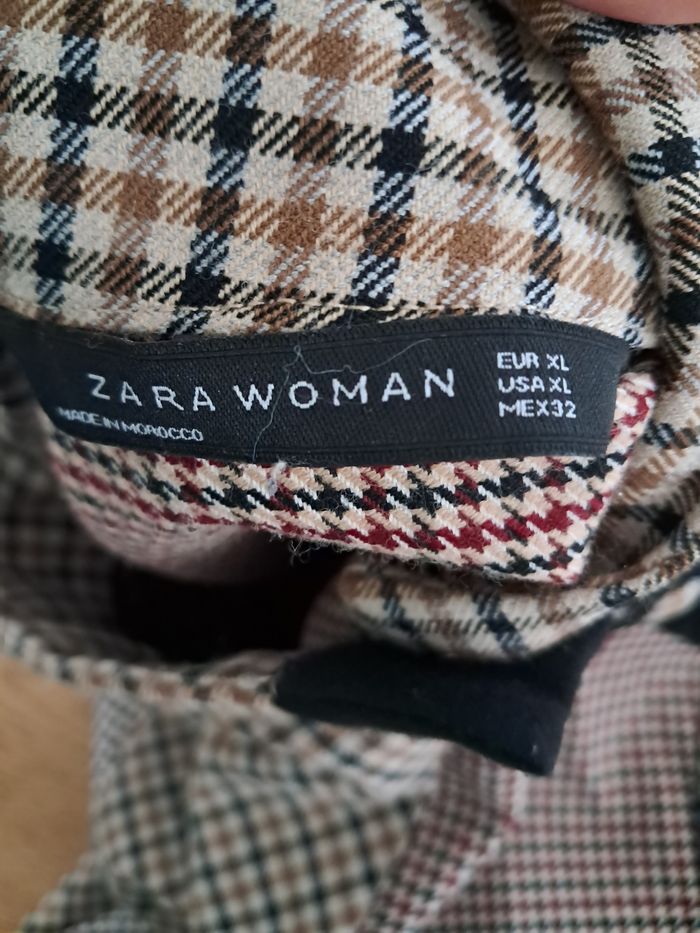 ZARA WOMAN
MADE IN MOROCCO
EUR XL
USA XL
MEX 32